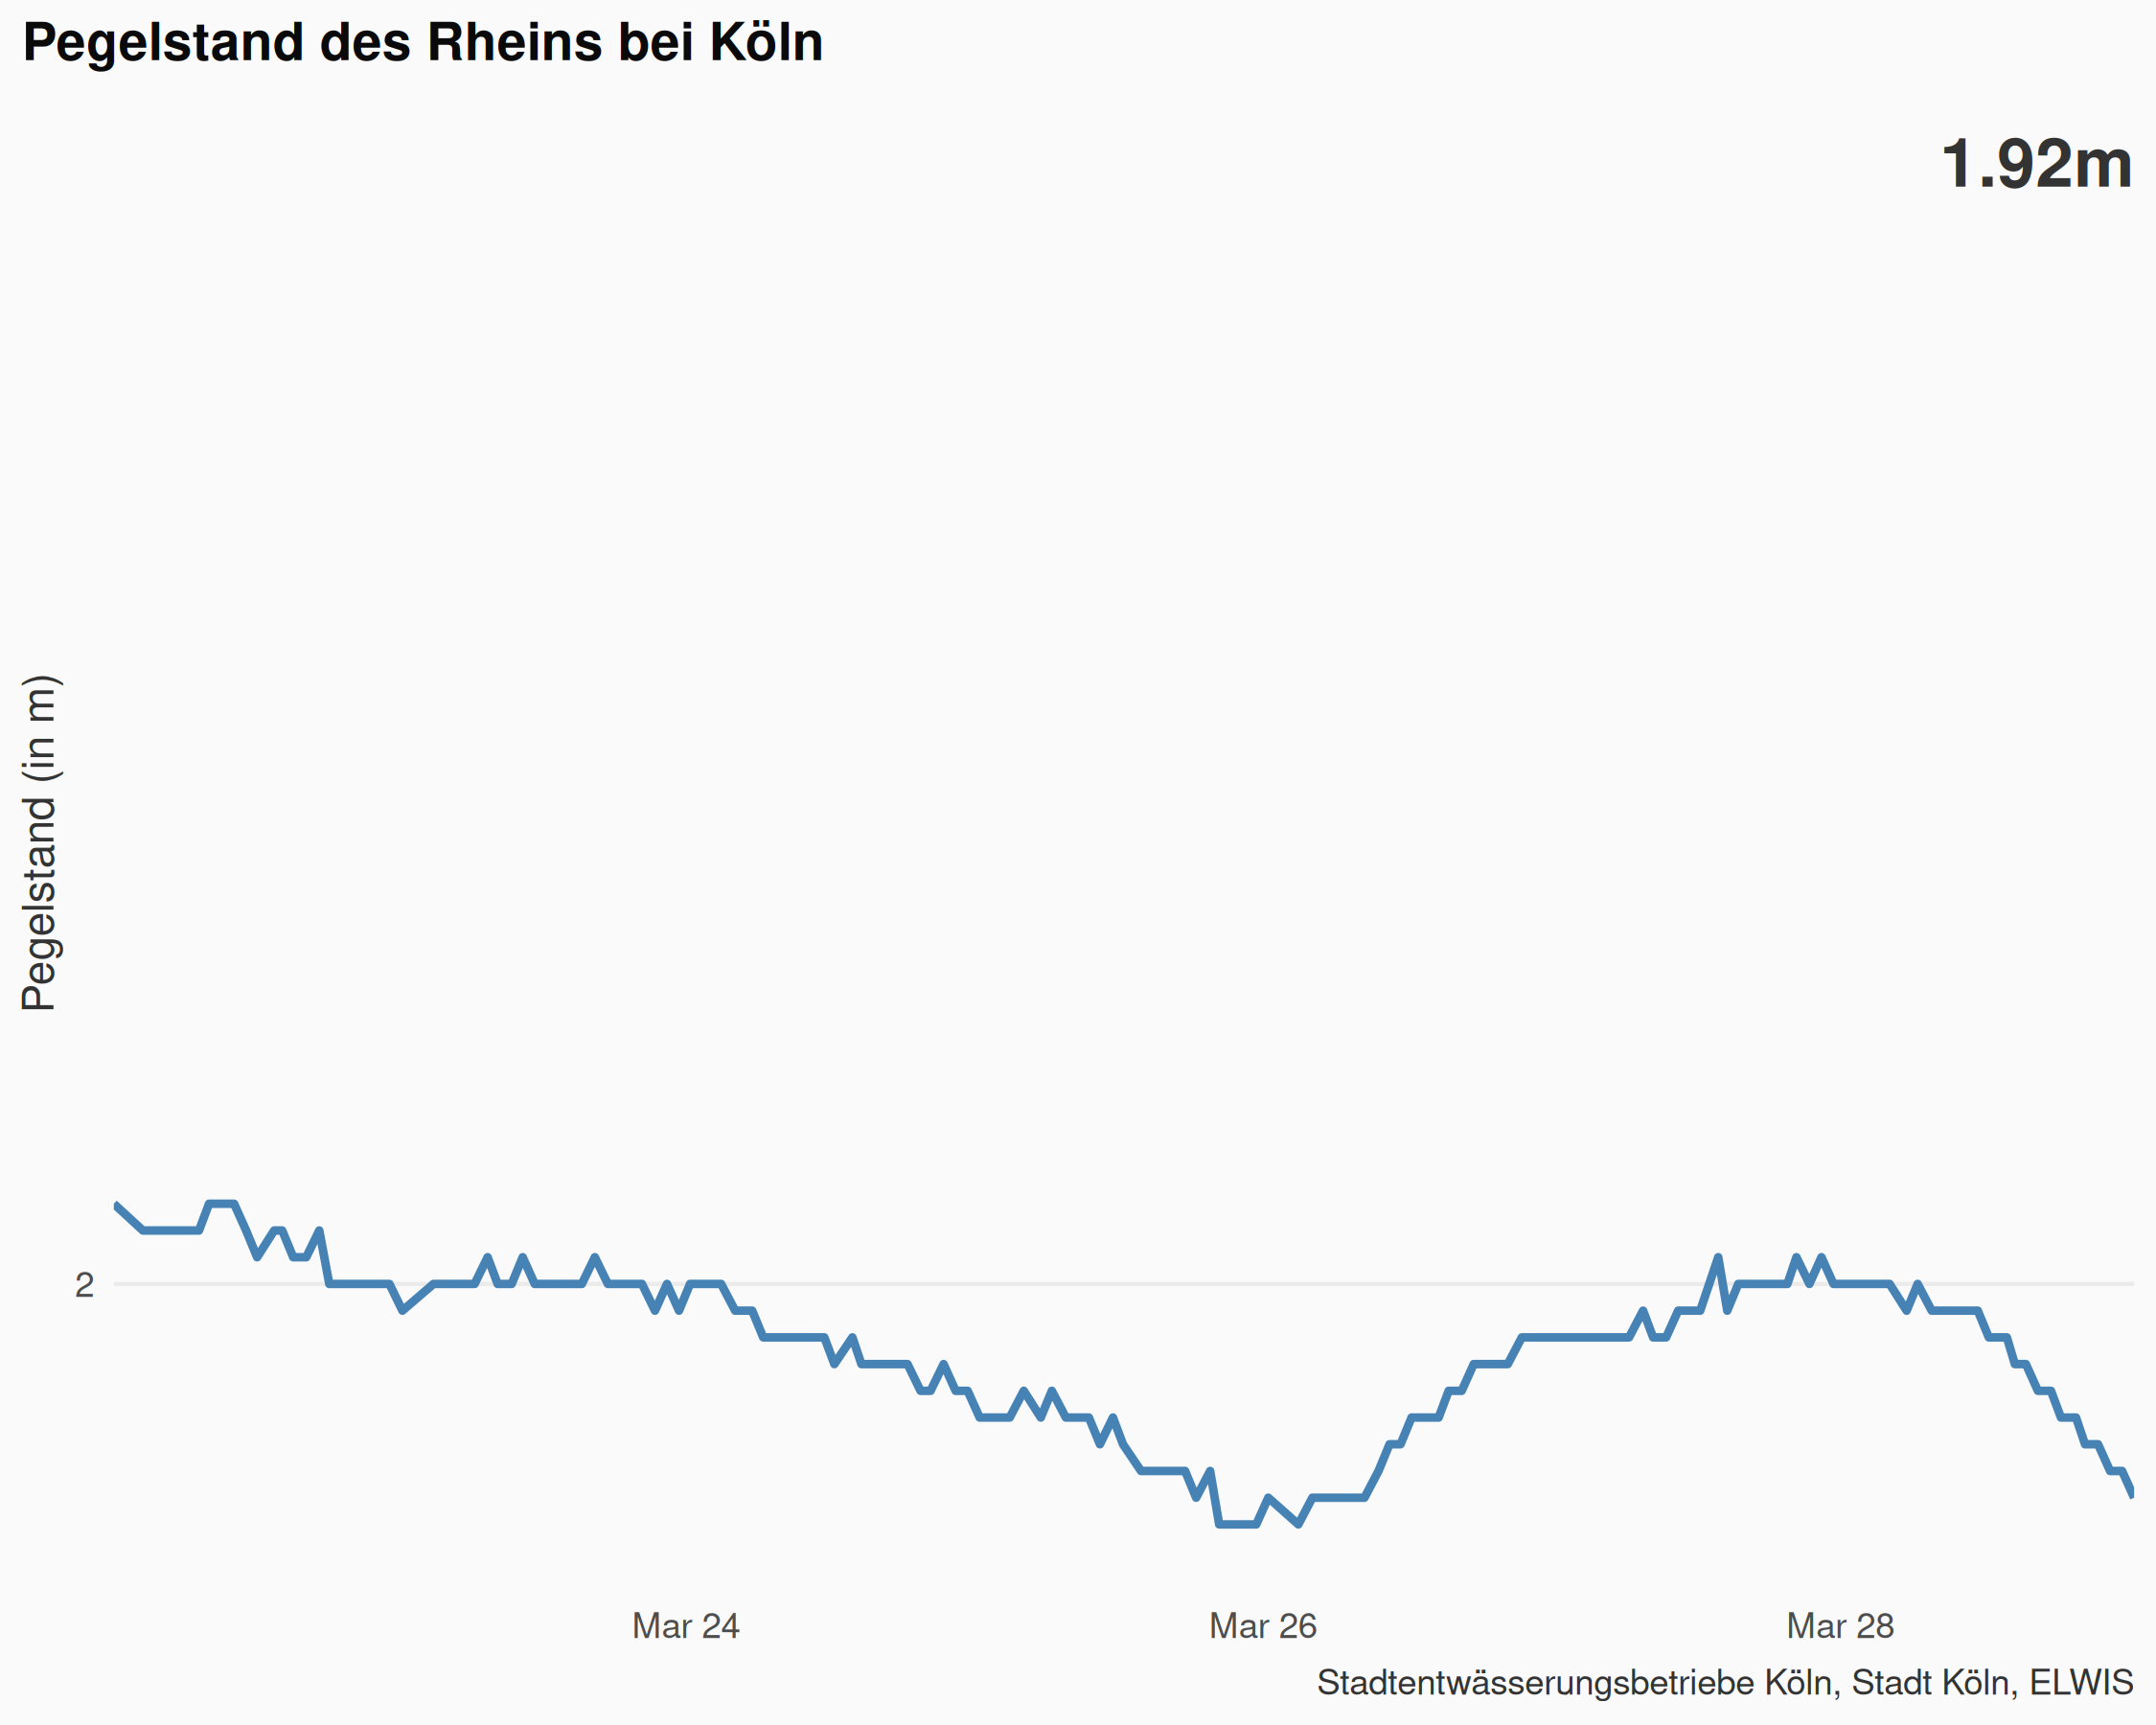 Pegelstand des Rheins bei Köln
1.92m
Pegelstand (in m)
2
Mar 24
Mar 26
Mar 28
Stadtentwässerungsbetriebe Köln, Stadt Köln, ELWIS